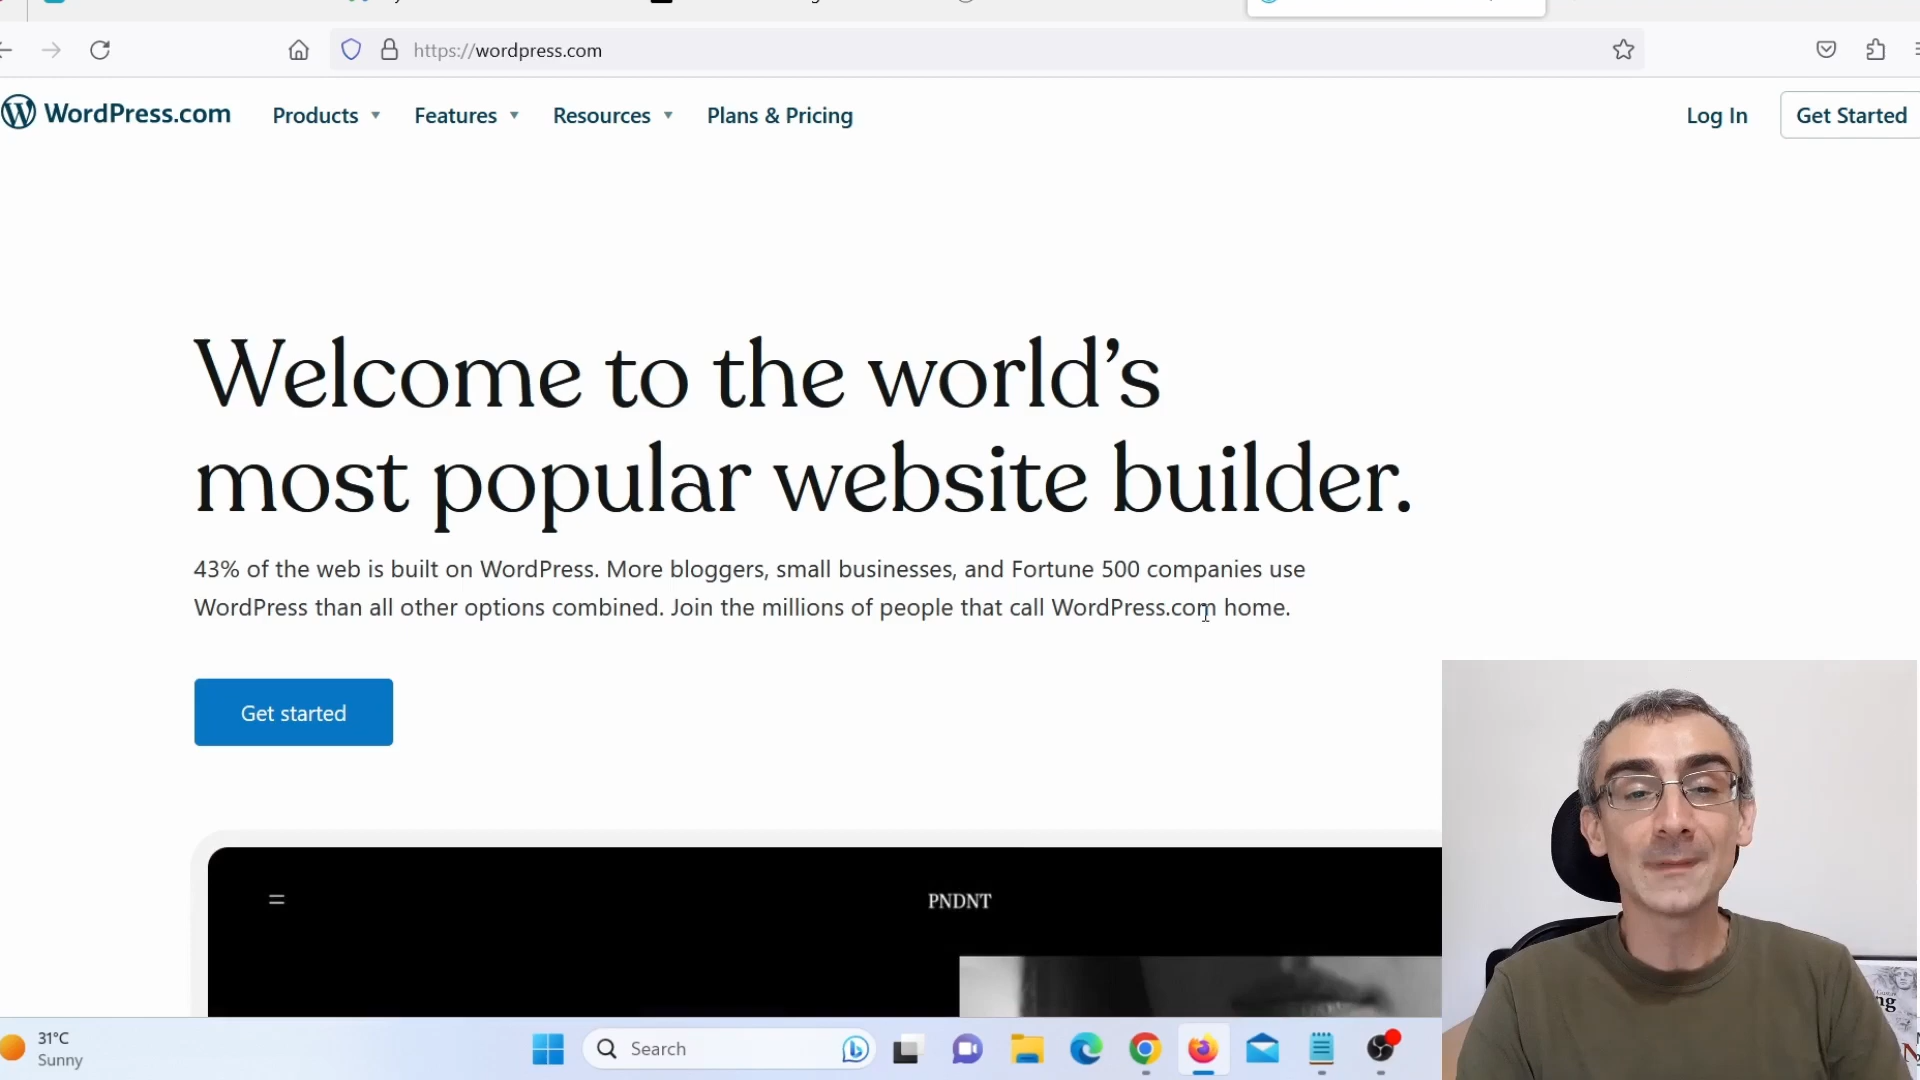 https://wordpress.com
WordPress.com
Products
Features
Resources
Plans & Pricing
Log In
Get Started
Welcome to the world’s
most popular website builder.
43% of the web is built on WordPress. More bloggers, small businesses, and Fortune 500 companies use
WordPress than all other options combined. Join the millions of people that call WordPress.com home.
Get started
PNDNT
31°C
Sunny
Search